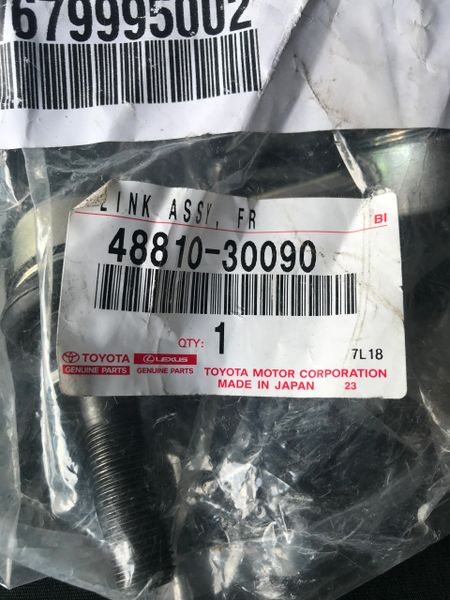 679995002
LINK ASSY, FR
BI
48810-30090
QTY: 1
7L18
TOYOTA LEXUS TOYOTA MOTOR CORPORATION
GENUINE PARTS GENUINE PARTS MADE IN JAPAN 23